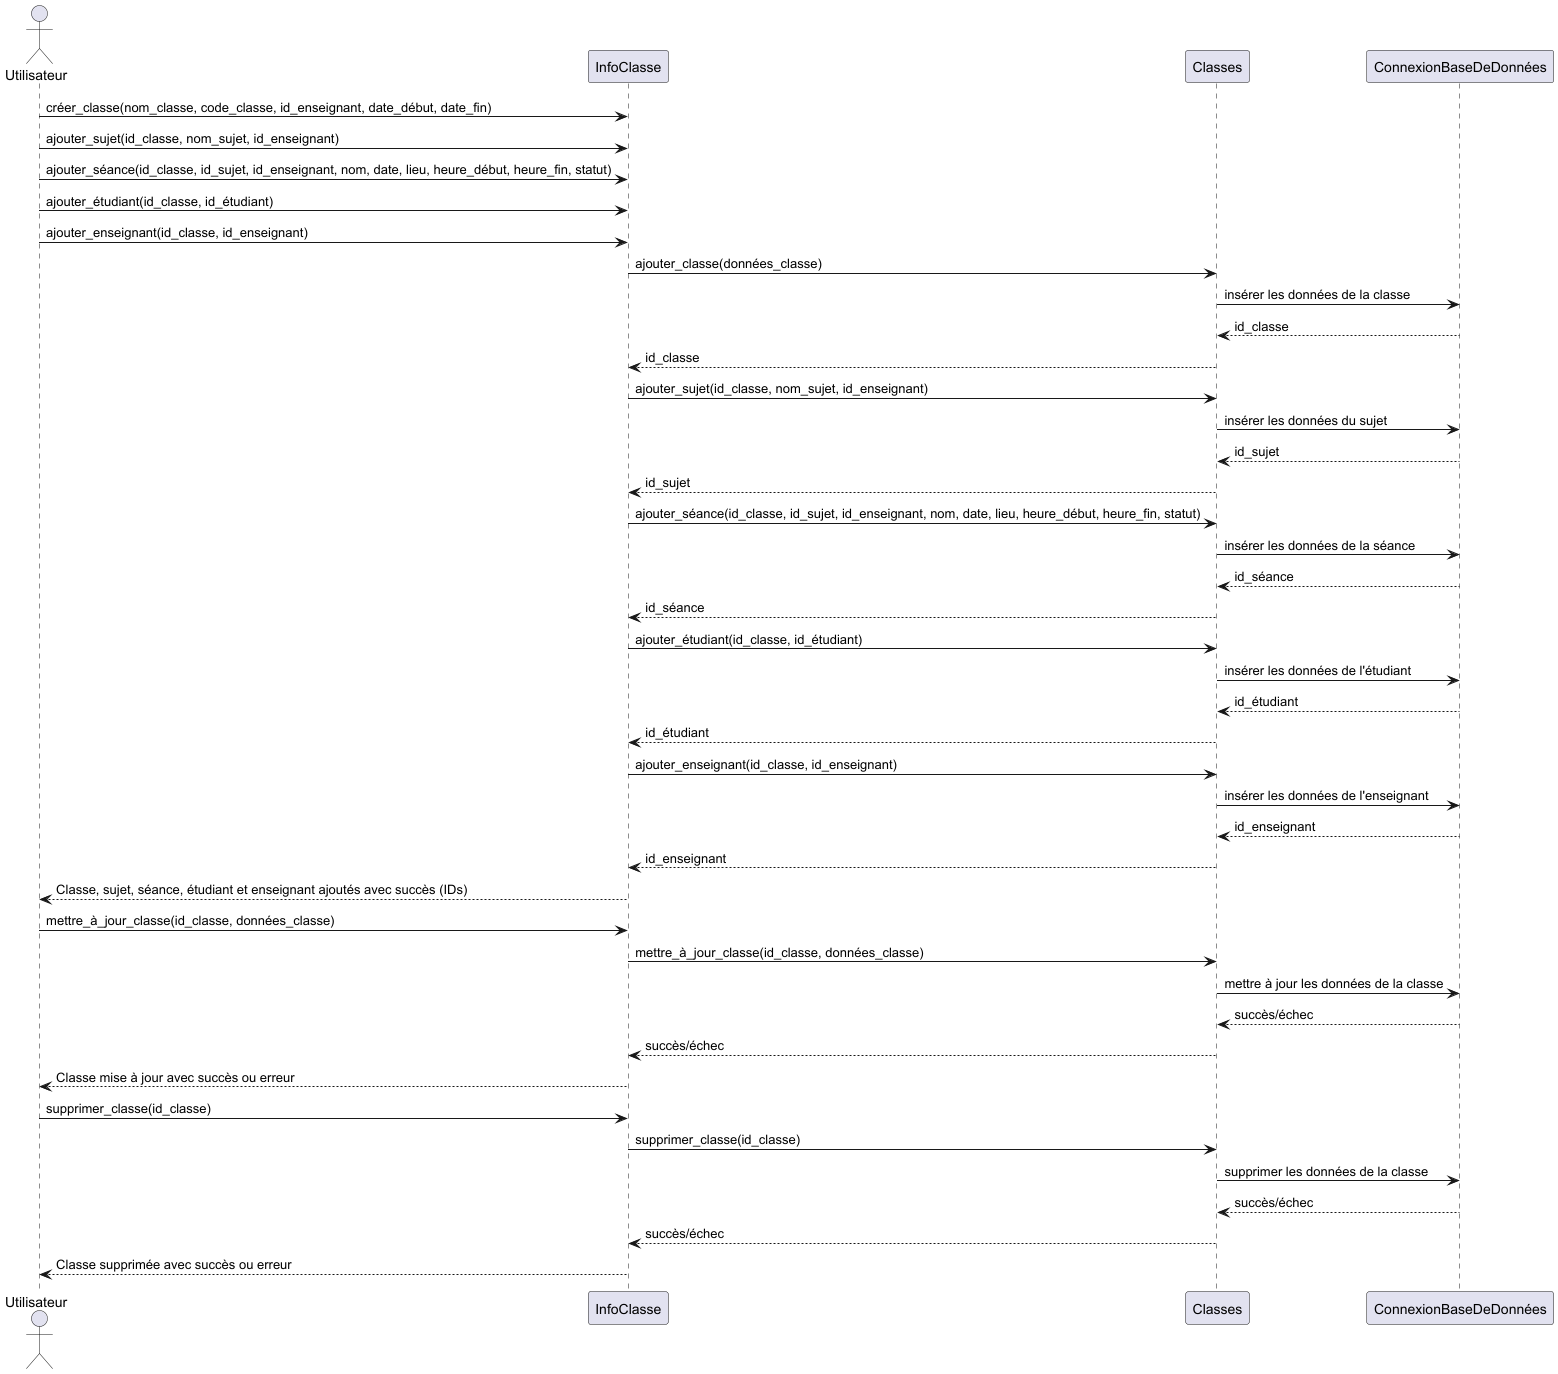 Utilisateur
InfoClasse
Classes
ConnexionBaseDeDonnées
créer_classe(nom_classe, code_classe, id_enseignant, date_début, date_fin)
ajouter_sujet(id_classe, nom_sujet, id_enseignant)
ajouter_séance(id_classe, id_sujet, id_enseignant, nom, date, lieu, heure_début, heure_fin, statut)
ajouter_étudiant(id_classe, id_étudiant)
ajouter_enseignant(id_classe, id_enseignant)
ajouter_classe(données_classe)
insérer les données de la classe
id_classe
id_classe
ajouter_sujet(id_classe, nom_sujet, id_enseignant)
insérer les données du sujet
id_sujet
id_sujet
ajouter_séance(id_classe, id_sujet, id_enseignant, nom, date, lieu, heure_début, heure_fin, statut)
insérer les données de la séance
id_séance
id_séance
ajouter_étudiant(id_classe, id_étudiant)
insérer les données de l'étudiant
id_étudiant
id_étudiant
ajouter_enseignant(id_classe, id_enseignant)
insérer les données de l'enseignant
id_enseignant
id_enseignant
Classe, sujet, séance, étudiant et enseignant ajoutés avec succès (IDs)
mettre_à_jour_classe(id_classe, données_classe)
mettre_à_jour_classe(id_classe, données_classe)
mettre à jour les données de la classe
succès/échec
succès/échec
Classe mise à jour avec succès ou erreur
supprimer_classe(id_classe)
supprimer_classe(id_classe)
supprimer les données de la classe
succès/échec
succès/échec
Classe supprimée avec succès ou erreur
Utilisateur
InfoClasse
Classes
ConnexionBaseDeDonnées